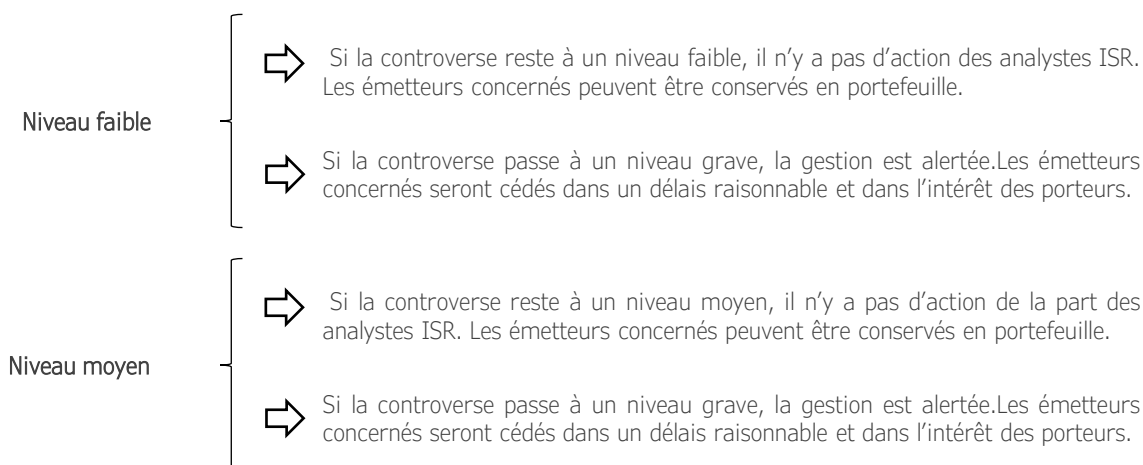 Niveau faible
Si la controverse reste à un niveau faible, il n’y a pas d’action des analystes ISR.
Les émetteurs concernés peuvent être conservés en portefeuille.
Si la controverse passe à un niveau grave, la gestion est alertée.Les émetteurs
concernés seront cédés dans un délais raisonnable et dans l’intérêt des porteurs.
Niveau moyen
Si la controverse reste à un niveau moyen, il n’y a pas d’action de la part des
analystes ISR. Les émetteurs concernés peuvent être conservés en portefeuille.
Si la controverse passe à un niveau grave, la gestion est alertée.Les émetteurs
concernés seront cédés dans un délais raisonnable et dans l’intérêt des porteurs.